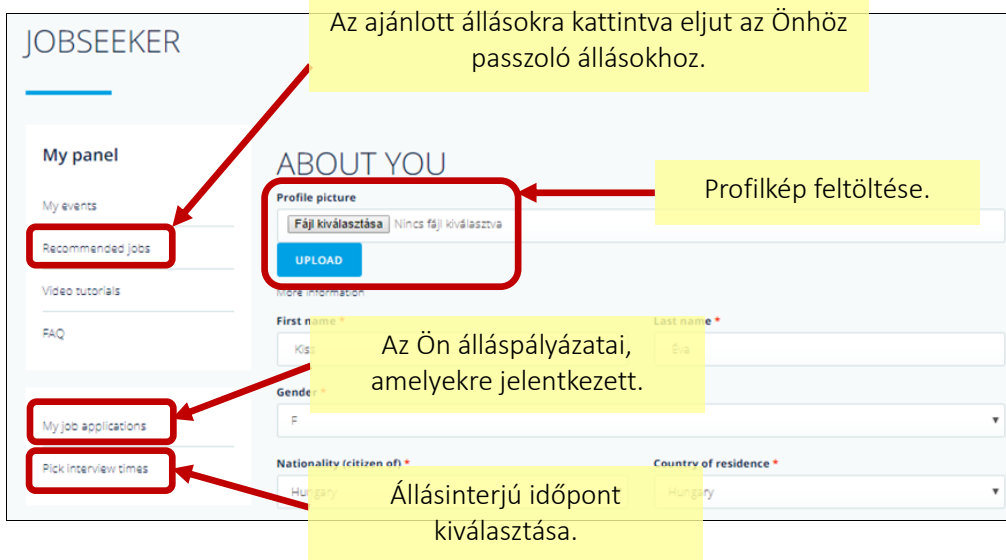 Az ajánlott állásokra kattintva eljut az Önhöz
passzoló állásokhoz.
JOBSEEKER
My panel
My events
Recommended jobs
Video tutorials
FAQ
My job applications
Pick interview times
ABOUT YOU
Profile picture
Fájl kiválasztása Nincs fájl kiválasztva
UPLOAD
Profilkép feltöltése.
More information
First name * Last name *
Kiss Éva
Az Ön álláspályázatai,
amelyekre jelentkezett.
Gender *
F
Nationality (citizen of) * Country of residence *
Hungary Hungary
Állásinterjú időpont
kiválasztása.